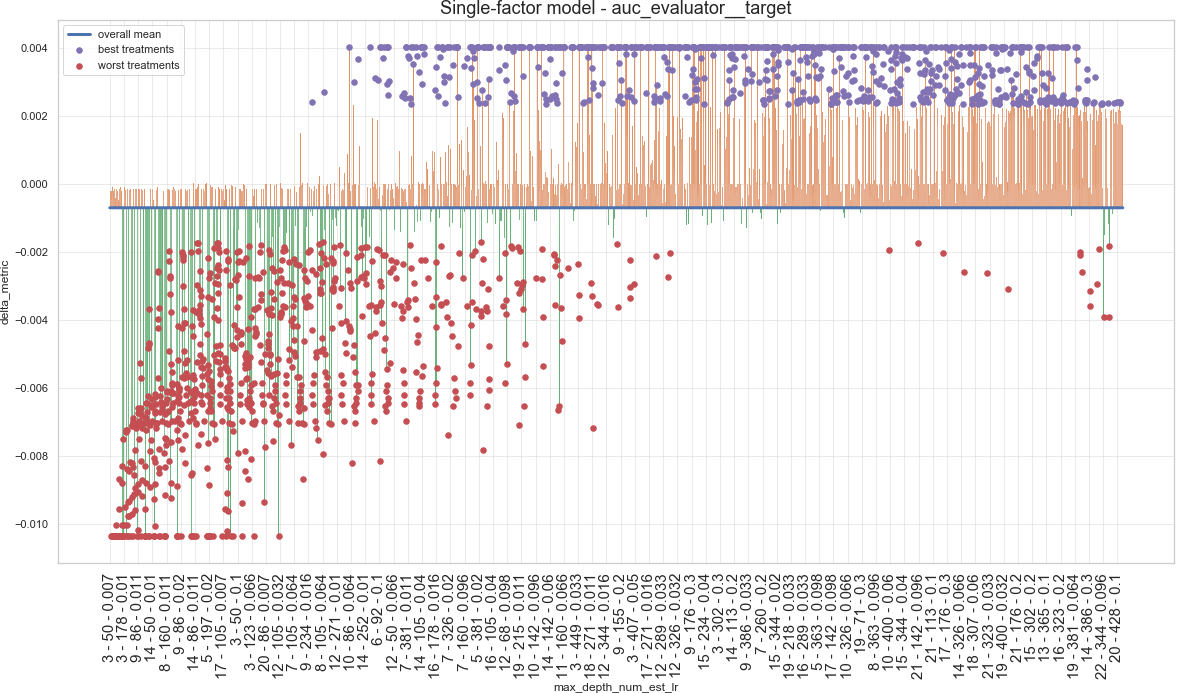 Single-factor model - auc_evaluator__target
overall mean
best treatments
worst treatments
delta_metric
0.004
0.002
0.000
−0.002
−0.004
−0.006
−0.008
−0.010
3 - 50 - 0.007
3 - 178 - 0.01
9 - 86 - 0.011
14 - 50 - 0.01
8 - 160 - 0.011
9 - 86 - 0.02
14 - 86 - 0.011
5 - 197 - 0.02
17 - 105 - 0.007
3 - 50 - 0.1
3 - 123 - 0.066
20 - 86 - 0.007
12 - 105 - 0.032
7 - 105 - 0.064
9 - 234 - 0.016
8 - 105 - 0.064
12 - 271 - 0.01
10 - 86 - 0.064
14 - 252 - 0.01
6 - 92 - 0.1
12 - 50 - 0.066
7 - 381 - 0.011
14 - 105 - 0.04
16 - 178 - 0.016
7 - 326 - 0.02
7 - 160 - 0.096
5 - 381 - 0.02
16 - 105 - 0.04
12 - 68 - 0.098
19 - 215 - 0.011
10 - 142 - 0.096
14 - 142 - 0.06
11 - 160 - 0.066
3 - 449 - 0.033
18 - 271 - 0.011
12 - 344 - 0.016
9 - 155 - 0.2
3 - 407 - 0.05
17 - 271 - 0.016
12 - 289 - 0.033
12 - 326 - 0.032
9 - 176 - 0.3
15 - 234 - 0.04
3 - 302 - 0.3
14 - 113 - 0.2
9 - 386 - 0.033
7 - 260 - 0.2
15 - 344 - 0.02
19 - 218 - 0.033
16 - 289 - 0.033
5 - 363 - 0.098
17 - 142 - 0.096
10 - 326 - 0.066
19 - 71 - 0.3
8 - 363 - 0.096
10 - 400 - 0.06
15 - 344 - 0.04
21 - 142 - 0.096
21 - 113 - 0.1
17 - 176 - 0.3
14 - 326 - 0.066
18 - 307 - 0.06
21 - 323 - 0.033
19 - 400 - 0.032
21 - 176 - 0.2
15 - 302 - 0.2
13 - 365 - 0.1
16 - 323 - 0.2
19 - 381 - 0.064
14 - 386 - 0.3
22 - 344 - 0.096
20 - 428 - 0.1
max_depth_num_est_lr